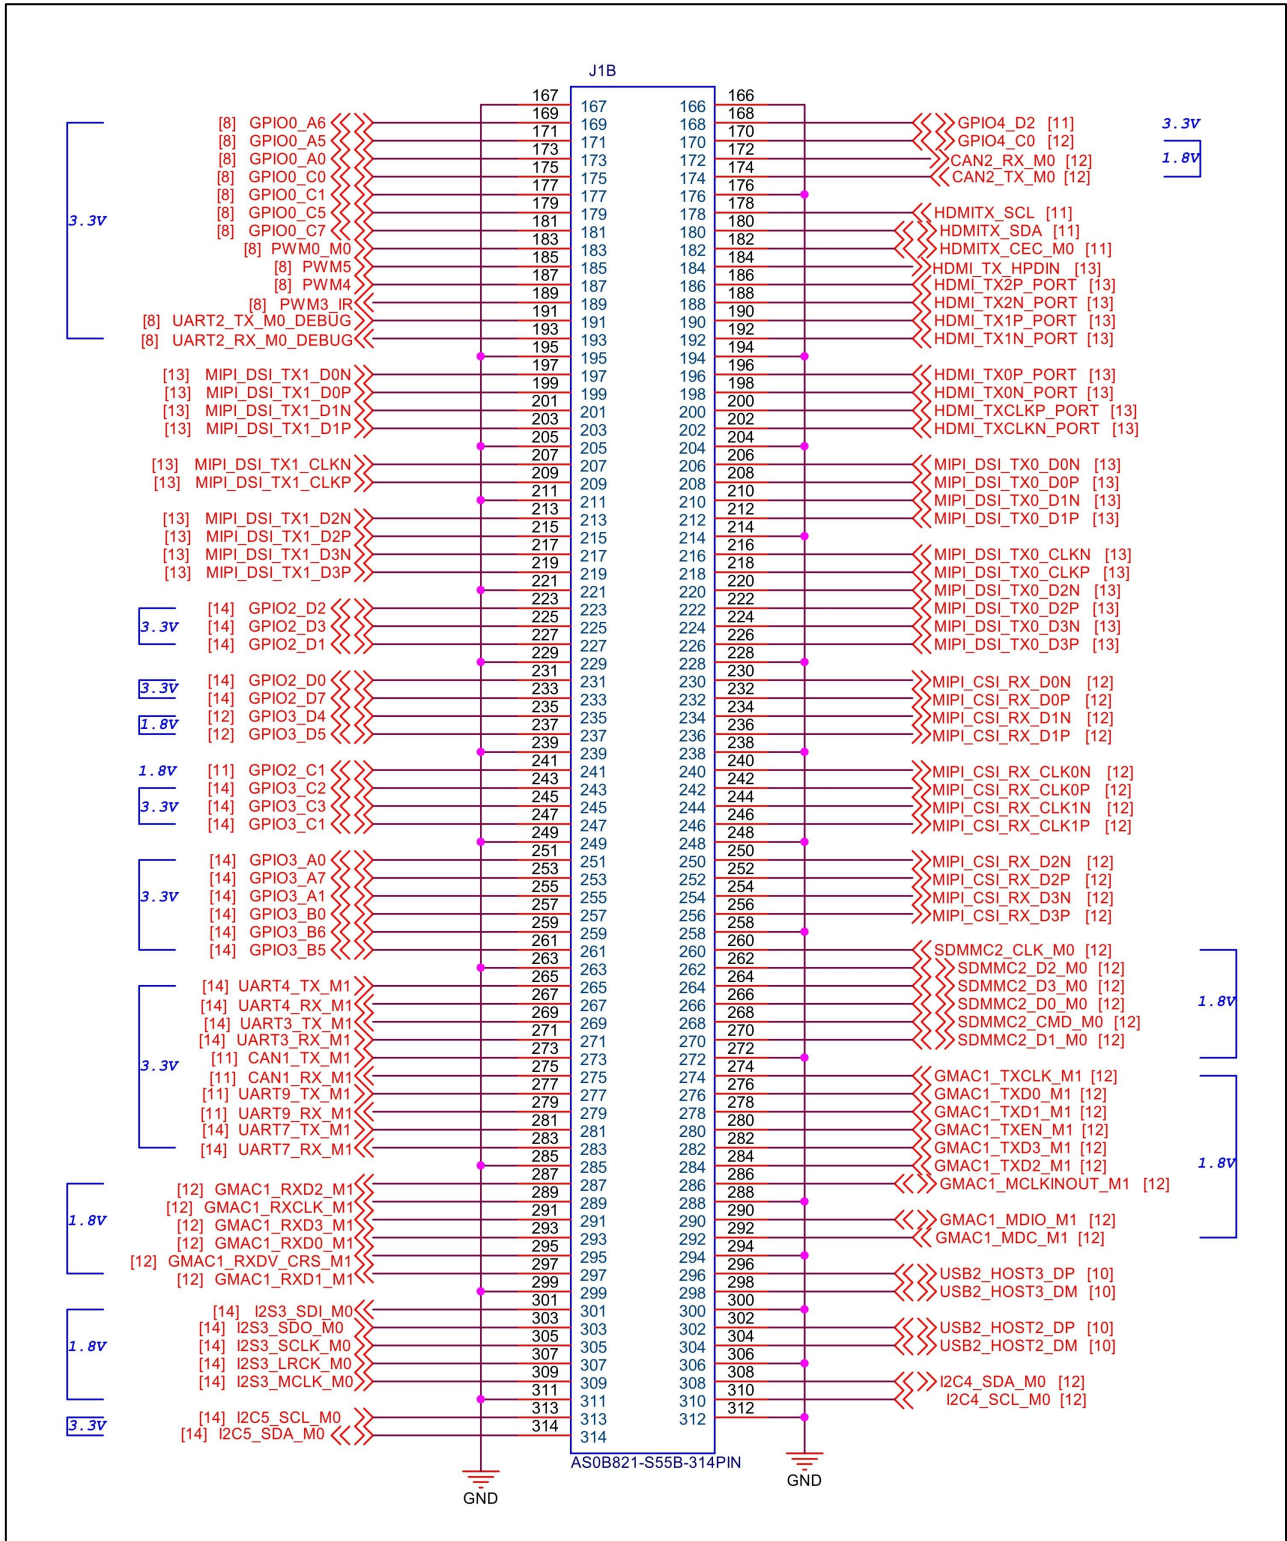 J1B
167 167 166 166
[8] GPIO0_A6 169 169 168 168 GPIO4_D2 [11] 3.3V
[8] GPIO0_A5 171 171 170 170 GPIO4_C0 [12]
[8] GPIO0_A0 173 173 172 172 CAN2_RX_M0 [12] 1.8V
[8] GPIO0_C0 175 175 174 174 CAN2_TX_M0 [12]
[8] GPIO0_C1 177 177 176 176
[8] GPIO0_C5 179 179 178 178 HDMITX_SCL [11]
3.3V
[8] GPIO0_C7 181 181 180 180 HDMITX_SDA [11]
[8] PWM0_M0 183 183 182 182 HDMITX_CEC_M0 [11]
[8] PWM5 185 185 184 184 HDMI_TX_HPDIN [13]
[8] PWM4 187 187 186 186 HDMI_TX2P_PORT [13]
[8] PWM3_IR 189 189 188 188 HDMI_TX2N_PORT [13]
[8] UART2_TX_M0_DEBUG 191 191 190 190 HDMI_TX1P_PORT [13]
[8] UART2_RX_M0_DEBUG 193 193 192 192 HDMI_TX1N_PORT [13]
195 195 194 194
[13] MIPI_DSI_TX1_D0N 197 197 196 196 HDMI_TX0P_PORT [13]
[13] MIPI_DSI_TX1_D0P 199 199 198 198 HDMI_TX0N_PORT [13]
[13] MIPI_DSI_TX1_D1N 201 201 200 200 HDMI_TXCLKP_PORT [13]
[13] MIPI_DSI_TX1_D1P 203 203 202 202 HDMI_TXCLKN_PORT [13]
205 205 204 204
[13] MIPI_DSI_TX1_CLKN 207 207 206 206 MIPI_DSI_TX0_D0N [13]
[13] MIPI_DSI_TX1_CLKP 209 209 208 208 MIPI_DSI_TX0_D0P [13]
211 211 210 210 MIPI_DSI_TX0_D1N [13]
[13] MIPI_DSI_TX1_D2N 213 213 212 212 MIPI_DSI_TX0_D1P [13]
[13] MIPI_DSI_TX1_D2P 215 215 214 214
[13] MIPI_DSI_TX1_D3N 217 217 216 216 MIPI_DSI_TX0_CLKN [13]
[13] MIPI_DSI_TX1_D3P 219 219 218 218 MIPI_DSI_TX0_CLKP [13]
221 221 220 220 MIPI_DSI_TX0_D2N [13]
[14] GPIO2_D2 223 223 222 222 MIPI_DSI_TX0_D2P [13]
3.3V [14] GPIO2_D3 225 225 224 224 MIPI_DSI_TX0_D3N [13]
[14] GPIO2_D1 227 227 226 226 MIPI_DSI_TX0_D3P [13]
229 229 228 228
3.3V [14] GPIO2_D0 231 231 230 230 MIPI_CSI_RX_D0N [12]
[14] GPIO2_D7 233 233 232 232 MIPI_CSI_RX_D0P [12]
1.8V [12] GPIO3_D4 235 235 234 234 MIPI_CSI_RX_D1N [12]
[12] GPIO3_D5 237 237 236 236 MIPI_CSI_RX_D1P [12]
239 239 238 238
1.8V [11] GPIO2_C1 241 241 240 240 MIPI_CSI_RX_CLK0N [12]
[14] GPIO3_C2 243 243 242 242 MIPI_CSI_RX_CLK0P [12]
3.3V [14] GPIO3_C3 245 245 244 244 MIPI_CSI_RX_CLK1N [12]
[14] GPIO3_C1 247 247 246 246 MIPI_CSI_RX_CLK1P [12]
249 249 248 248
[14] GPIO3_A0 251 251 250 250 MIPI_CSI_RX_D2N [12]
[14] GPIO3_A7 253 253 252 252 MIPI_CSI_RX_D2P [12]
3.3V [14] GPIO3_A1 255 255 254 254 MIPI_CSI_RX_D3N [12]
[14] GPIO3_B0 257 257 256 256 MIPI_CSI_RX_D3P [12]
[14] GPIO3_B6 259 259 258 258
[14] GPIO3_B5 261 261 260 260 SDMMC2_CLK_M0 [12]
263 263 262 262 SDMMC2_D2_M0 [12]
[14] UART4_TX_M1 265 265 264 264 SDMMC2_D3_M0 [12]
[14] UART4_RX_M1 267 267 266 266 SDMMC2_D0_M0 [12] 1.8V
[14] UART3_TX_M1 269 269 268 268 SDMMC2_CMD_M0 [12]
[14] UART3_RX_M1 271 271 270 270 SDMMC2_D1_M0 [12]
[11] CAN1_TX_M1 273 273 272 272
3.3V [11] CAN1_RX_M1 275 275 274 274 GMAC1_TXCLK_M1 [12]
[11] UART9_TX_M1 277 277 276 276 GMAC1_TXD0_M1 [12]
[11] UART9_RX_M1 279 279 278 278 GMAC1_TXD1_M1 [12]
[14] UART7_TX_M1 281 281 280 280 GMAC1_TXEN_M1 [12]
[14] UART7_RX_M1 283 283 282 282 GMAC1_TXD3_M1 [12]
285 285 284 284 GMAC1_TXD2_M1 [12] 1.8V
[12] GMAC1_RXD2_M1 287 287 286 286 GMAC1_MCLKINOUT_M1 [12]
[12] GMAC1_RXCLK_M1 289 289 288 288
1.8V [12] GMAC1_RXD3_M1 291 291 290 290 GMAC1_MDIO_M1 [12]
[12] GMAC1_RXD0_M1 293 293 292 292 GMAC1_MDC_M1 [12]
[12] GMAC1_RXDV_CRS_M1 295 295 294 294
[12] GMAC1_RXD1_M1 297 297 296 296 USB2_HOST3_DP [10]
299 299 298 298 USB2_HOST3_DM [10]
[14] I2S3_SDI_M0 301 301 300 300
[14] I2S3_SDO_M0 303 303 302 302 USB2_HOST2_DP [10]
1.8V [14] I2S3_SCLK_M0 305 305 304 304 USB2_HOST2_DM [10]
[14] I2S3_LRCK_M0 307 307 306 306
[14] I2S3_MCLK_M0 309 309 308 308 I2C4_SDA_M0 [12]
311 311 310 310 I2C4_SCL_M0 [12]
3.3V [14] I2C5_SCL_M0 313 313 312 312
[14] I2C5_SDA_M0 314 314
AS0B821-S55B-314PIN
GND GND